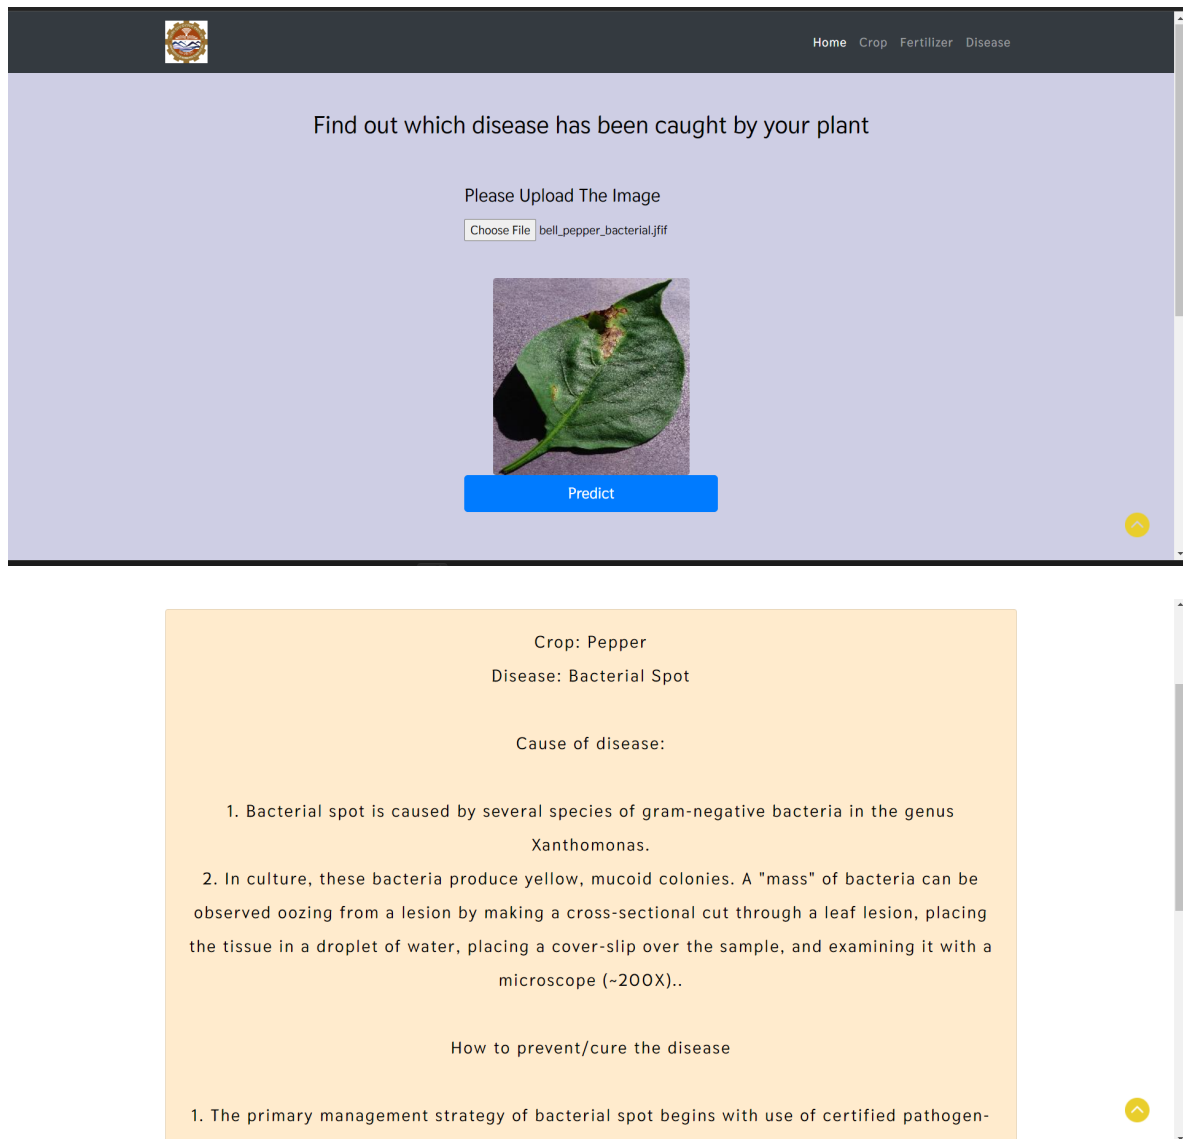 Home Crop Fertilizer Disease
Find out which disease has been caught by your plant
Please Upload The Image
Choose File bell_pepper_bacterial.jfif
Predict
Crop: Pepper
Disease: Bacterial Spot
Cause of disease:
1. Bacterial spot is caused by several species of gram-negative bacteria in the genus
Xanthomonas.
2. In culture, these bacteria produce yellow, mucoid colonies. A "mass" of bacteria can be
observed oozing from a lesion by making a cross-sectional cut through a leaf lesion, placing
the tissue in a droplet of water, placing a cover-slip over the sample, and examining it with a
microscope (~200X)..
How to prevent/cure the disease
1. The primary management strategy of bacterial spot begins with use of certified pathogen-